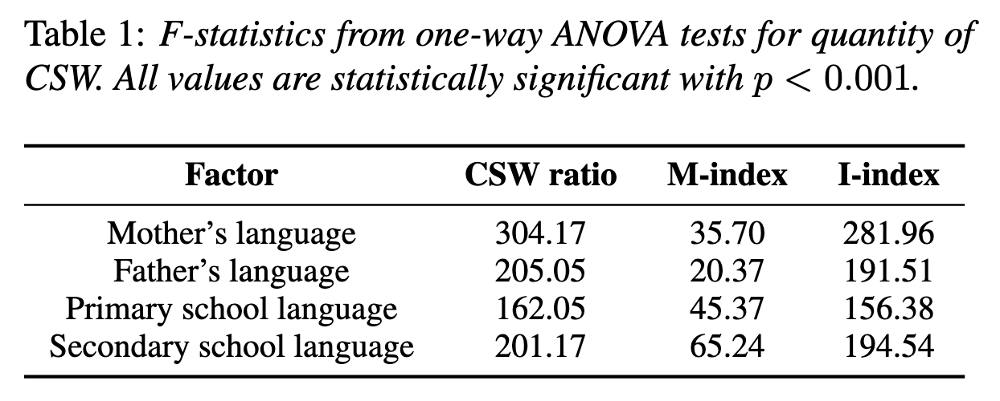 Table 1: F-statistics from one-way ANOVA tests for quantity of
CSW. All values are statistically significant with p < 0.001.
Factor CSW ratio M-index I-index
Mother's language 304.17 35.70 281.96
Father's language 205.05 20.37 191.51
Primary school language 162.05 45.37 156.38
Secondary school language 201.17 65.24 194.54